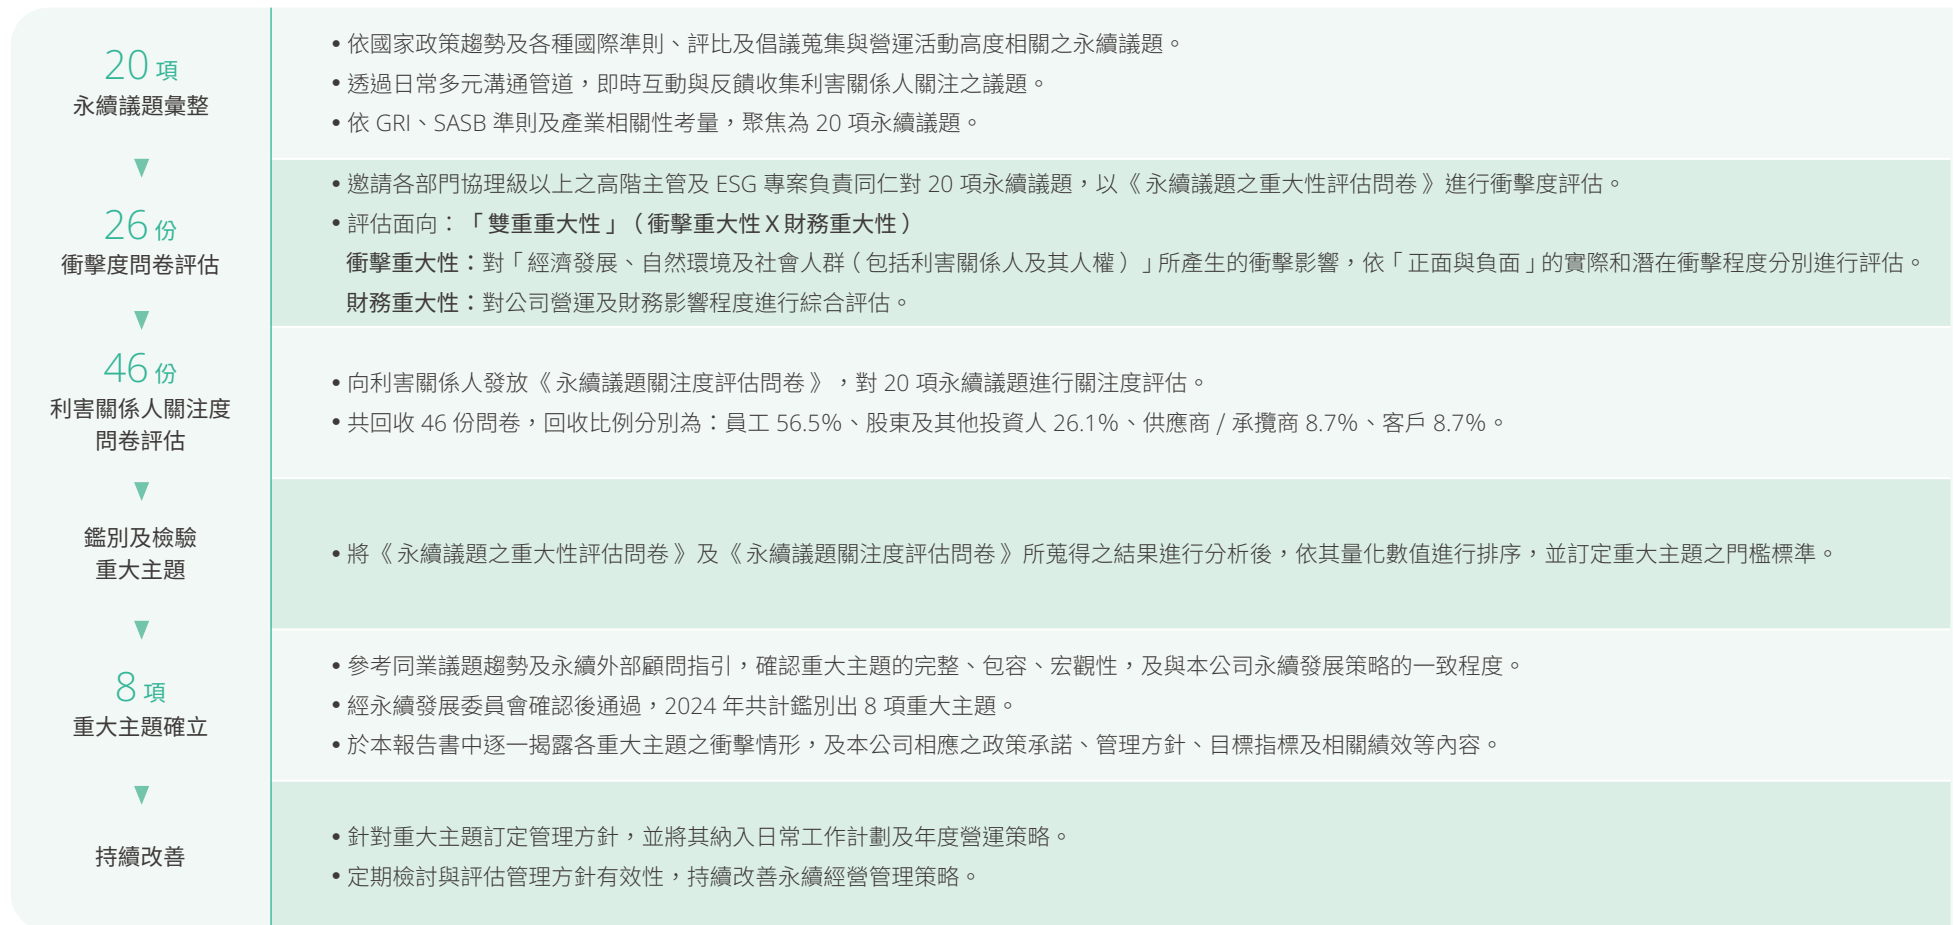 20 項
永續議題彙整
• 依國家政策趨勢及各種國際準則、評比及倡議蒐集與營運活動高度相關之永續議題。
• 透過日常多元溝通管道，即時互動與反饋收集利害關係人關注之議題。
• 依 GRI、SASB 準則及產業相關性考量，聚焦為 20 項永續議題。
26 份
衝擊度問卷評估
• 邀請各部門協理級以上之高階主管及 ESG 專案負責同仁對 20 項永續議題，以《永續議題之重大性評估問卷》進行衝擊度評估。
• 評估面向：「雙重重大性」（衝擊重大性 X 財務重大性）
衝擊重大性：對「經濟發展、自然環境及社會人群（包括利害關係人及其人權）」所產生的衝擊影響，依「正面與負面」的實際和潛在衝擊程度分別進行評估。
財務重大性：對公司營運及財務影響程度進行綜合評估。
46 份
利害關係人關注度
問卷評估
• 向利害關係人發放《永續議題關注度評估問卷》，對 20 項永續議題進行關注度評估。
• 共回收 46 份問卷，回收比例分別為：員工 56.5%、股東及其他投資人 26.1%、供應商 / 承攬商 8.7%、客戶 8.7%。
鑑別及檢驗
重大主題
• 將《永續議題之重大性評估問卷》及《永續議題關注度評估問卷》所蒐得之結果進行分析後，依其量化數值進行排序，並訂定重大主題之門檻標準。
8 項
重大主題確立
• 參考同業議題趨勢及永續外部顧問指引，確認重大主題的完整、包容、宏觀性，及與本公司永續發展策略的一致程度。
• 經永續發展委員會確認後通過，2024 年共計鑑別出 8 項重大主題。
• 於本報告書中逐一揭露各重大主題之衝擊情形，及本公司相應之政策承諾、管理方針、目標指標及相關績效等內容。
持續改善
• 針對重大主題訂定管理方針，並將其納入日常工作計劃及年度營運策略。
• 定期檢討與評估管理方針有效性，持續改善永續經營管理策略。